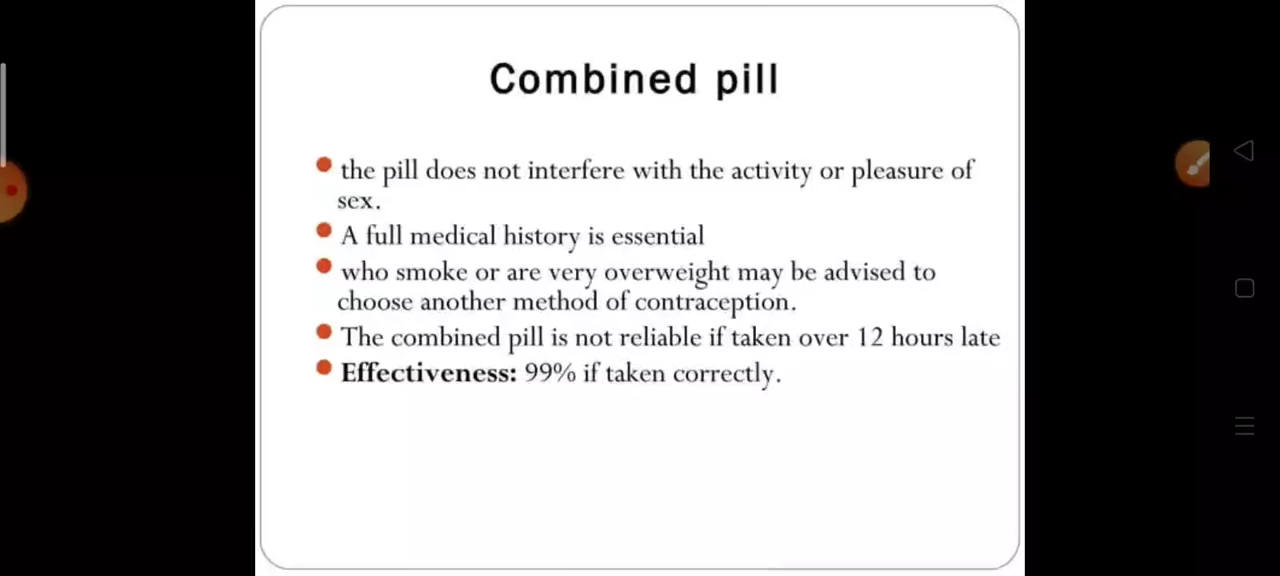 Combined pill
the pill does not interfere with the activity or pleasure of
sex.
A full medical history is essential
who smoke or are very overweight may be advised to
choose another method of contraception.
The combined pill is not reliable if taken over 12 hours late
Effectiveness: 99% if taken correctly.